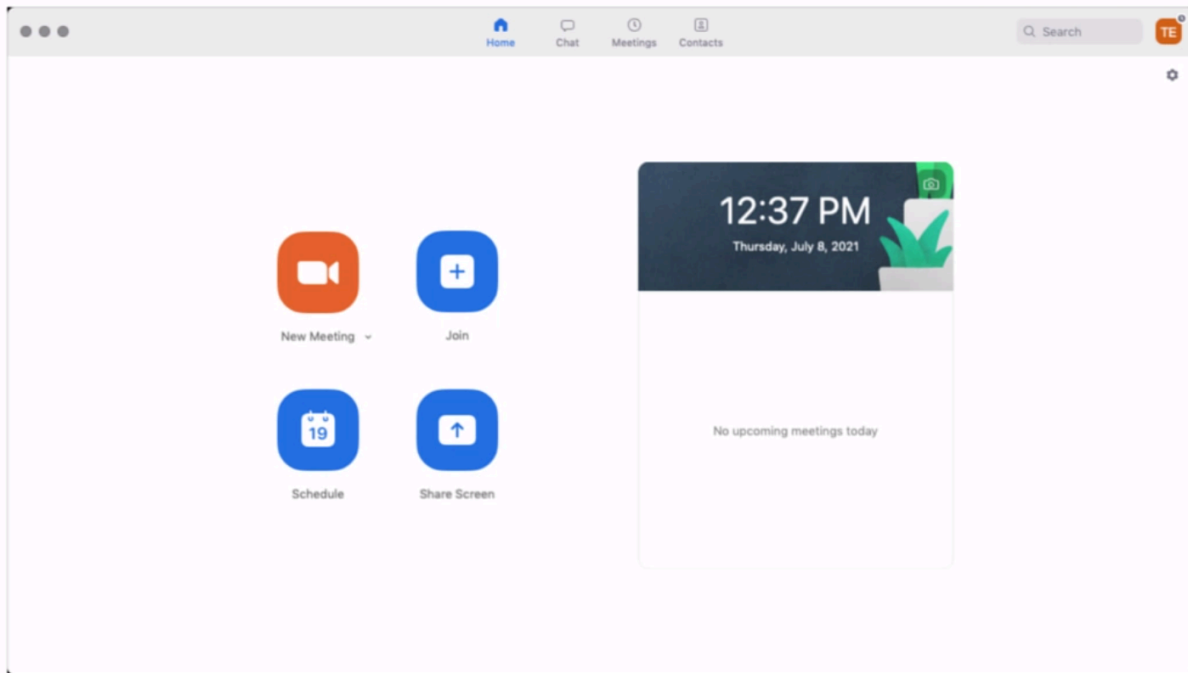 Home
Chat
Meetings
Contacts
Search
TE
12:37 PM
Thursday, July 8, 2021
New Meeting
Join
19
Schedule
Share Screen
No upcoming meetings today